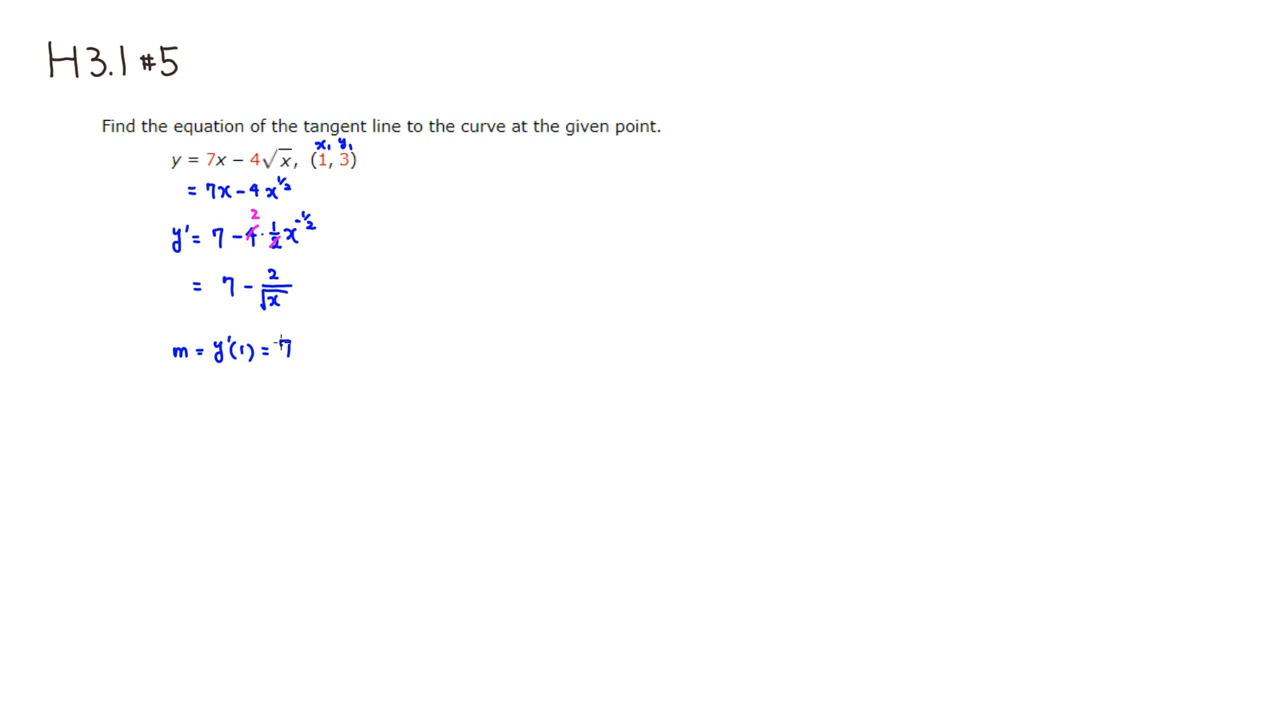 H3.1 #5
Find the equation of the tangent line to the curve at the given point.
x₁ y₁
y = 7x − 4√x, (1, 3)
= 7x − 4x^{1/2}
2
y' = 7 − 4 · 1/2 x^{-1/2}
= 7 − 2/√x
m = y'(1) = 7